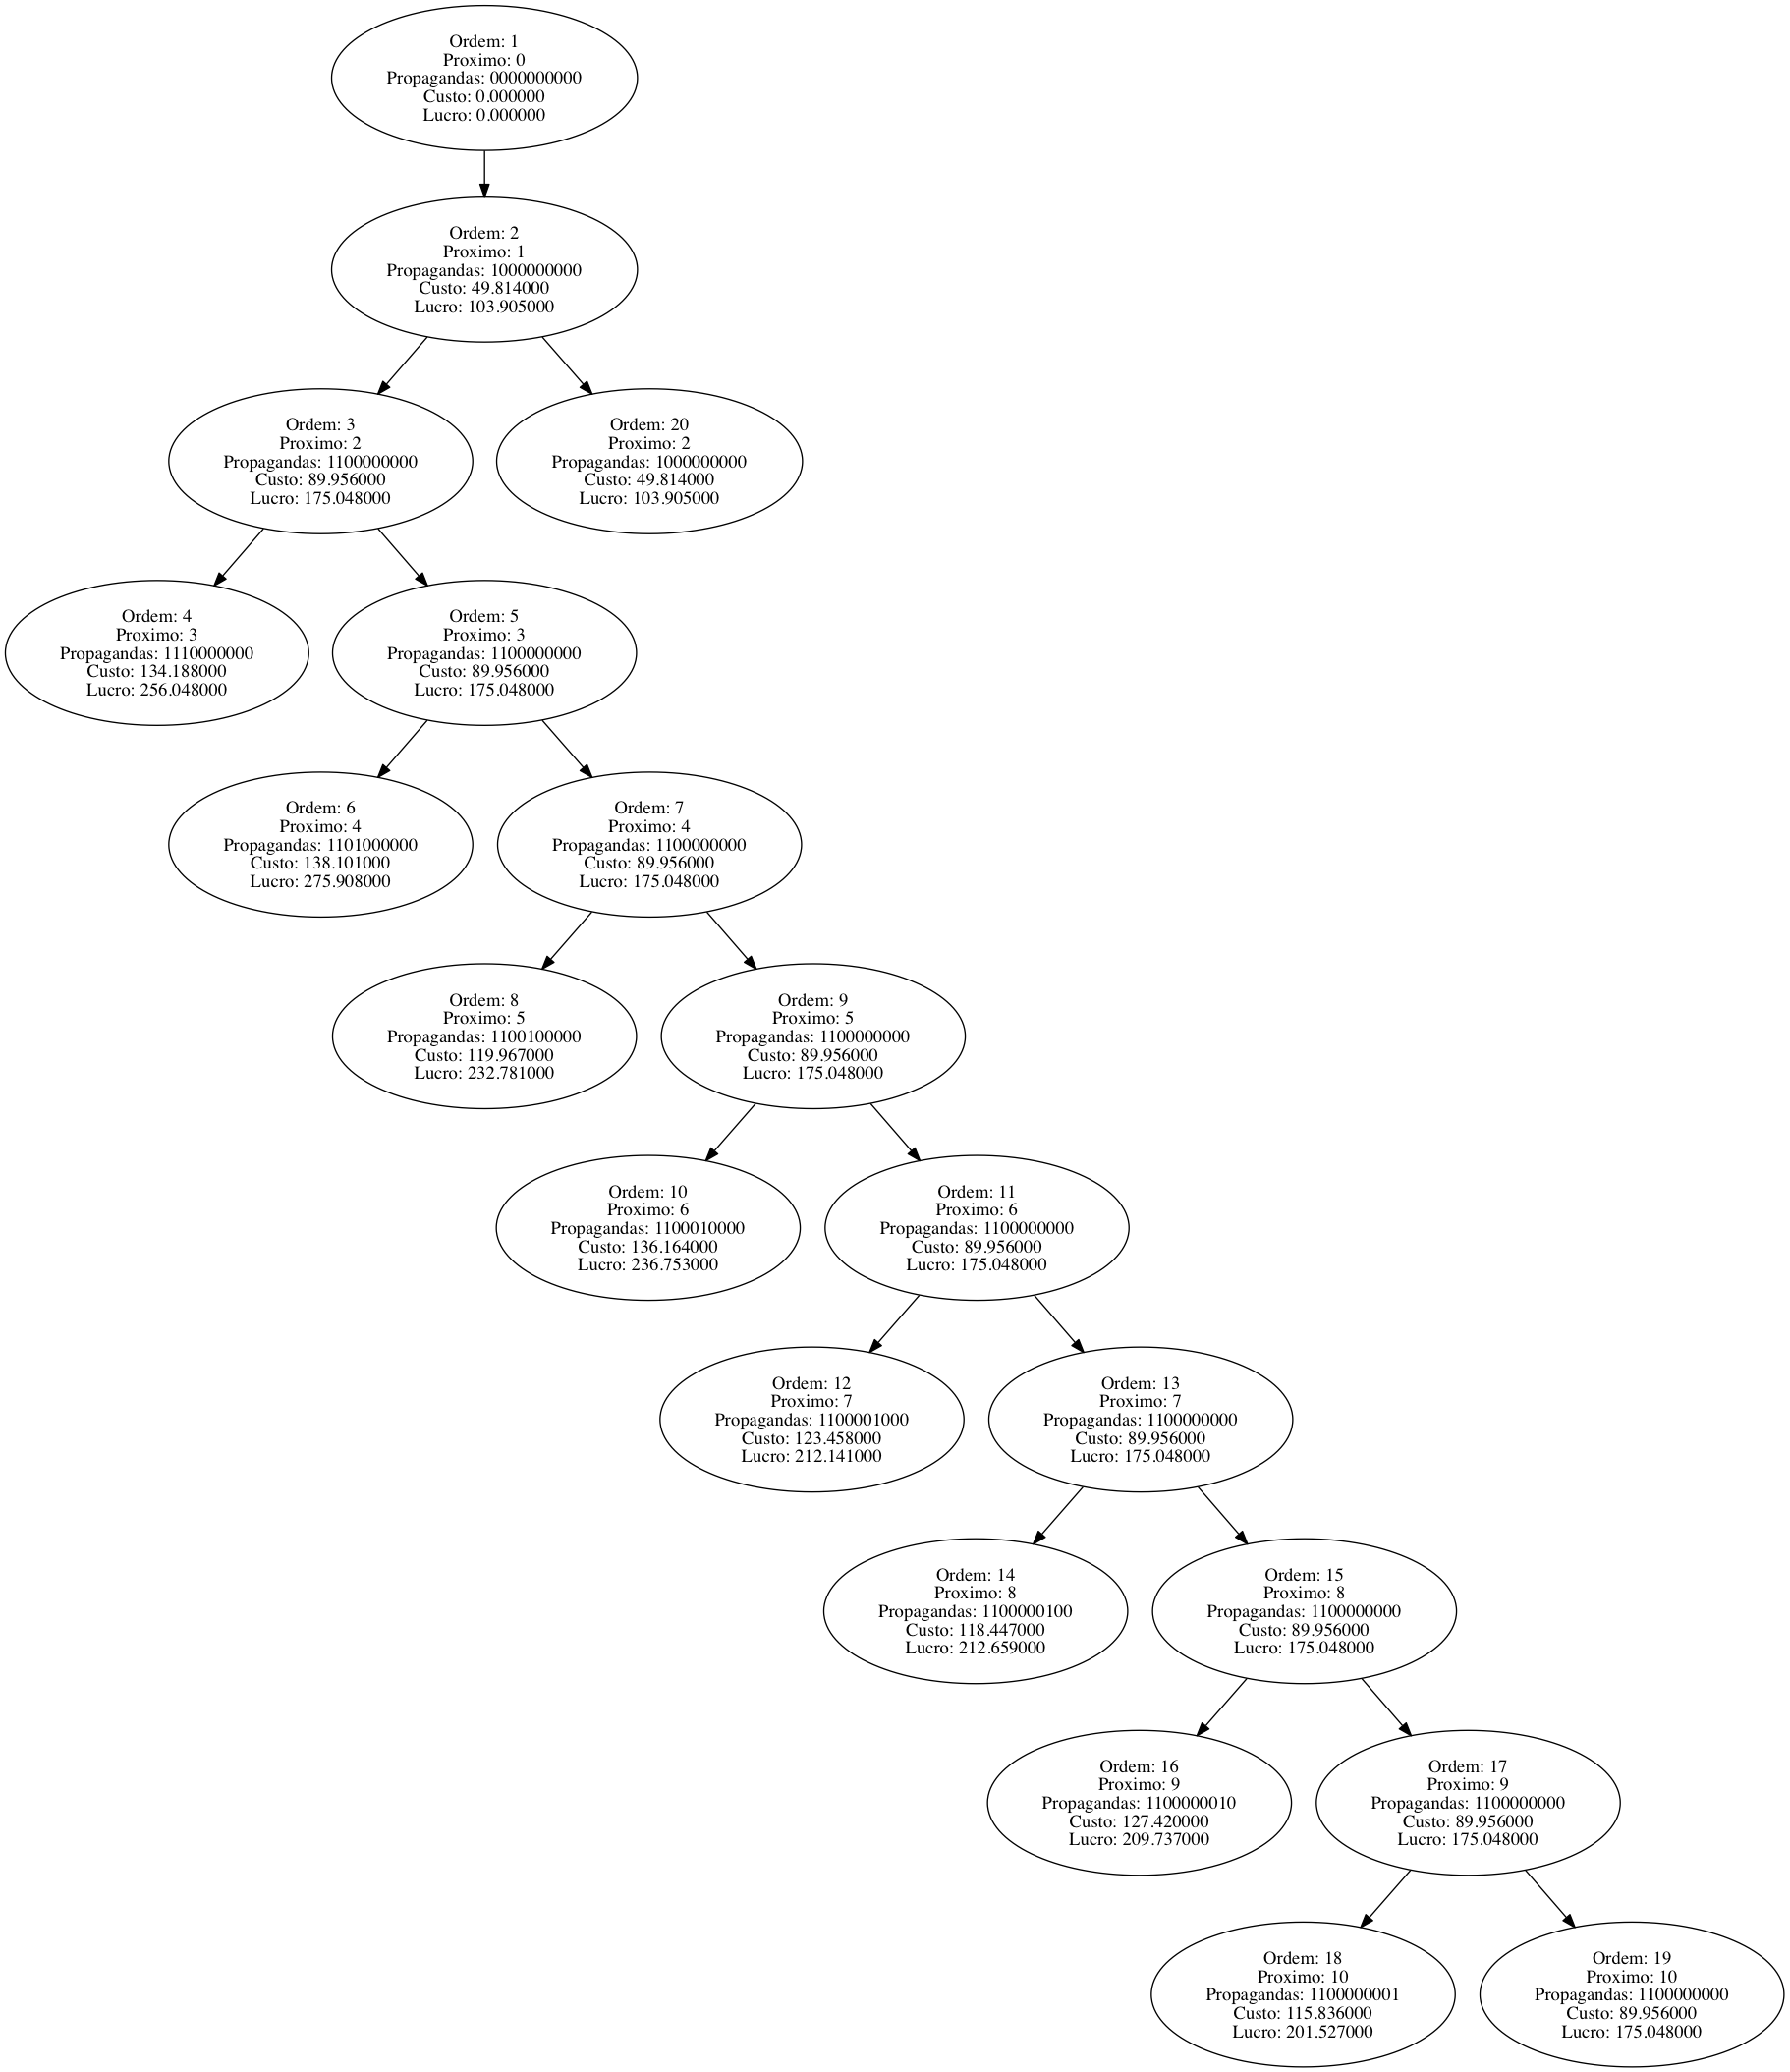 Ordem: 1
Proximo: 0
Propagandas: 0000000000
Custo: 0.000000
Lucro: 0.000000
Ordem: 2
Proximo: 1
Propagandas: 1000000000
Custo: 49.814000
Lucro: 103.905000
Ordem: 3
Proximo: 2
Propagandas: 1100000000
Custo: 89.956000
Lucro: 175.048000
Ordem: 20
Proximo: 2
Propagandas: 1000000000
Custo: 49.814000
Lucro: 103.905000
Ordem: 4
Proximo: 3
Propagandas: 1110000000
Custo: 134.188000
Lucro: 256.048000
Ordem: 5
Proximo: 3
Propagandas: 1100000000
Custo: 89.956000
Lucro: 175.048000
Ordem: 6
Proximo: 4
Propagandas: 1101000000
Custo: 138.101000
Lucro: 275.908000
Ordem: 7
Proximo: 4
Propagandas: 1100000000
Custo: 89.956000
Lucro: 175.048000
Ordem: 8
Proximo: 5
Propagandas: 1100100000
Custo: 119.967000
Lucro: 232.781000
Ordem: 9
Proximo: 5
Propagandas: 1100000000
Custo: 89.956000
Lucro: 175.048000
Ordem: 10
Proximo: 6
Propagandas: 1100010000
Custo: 136.164000
Lucro: 236.753000
Ordem: 11
Proximo: 6
Propagandas: 1100000000
Custo: 89.956000
Lucro: 175.048000
Ordem: 12
Proximo: 7
Propagandas: 1100001000
Custo: 123.458000
Lucro: 212.141000
Ordem: 13
Proximo: 7
Propagandas: 1100000000
Custo: 89.956000
Lucro: 175.048000
Ordem: 14
Proximo: 8
Propagandas: 1100000100
Custo: 118.447000
Lucro: 212.659000
Ordem: 15
Proximo: 8
Propagandas: 1100000000
Custo: 89.956000
Lucro: 175.048000
Ordem: 16
Proximo: 9
Propagandas: 1100000010
Custo: 127.420000
Lucro: 209.737000
Ordem: 17
Proximo: 9
Propagandas: 1100000000
Custo: 89.956000
Lucro: 175.048000
Ordem: 18
Proximo: 10
Propagandas: 1100000001
Custo: 115.836000
Lucro: 201.527000
Ordem: 19
Proximo: 10
Propagandas: 1100000000
Custo: 89.956000
Lucro: 175.048000